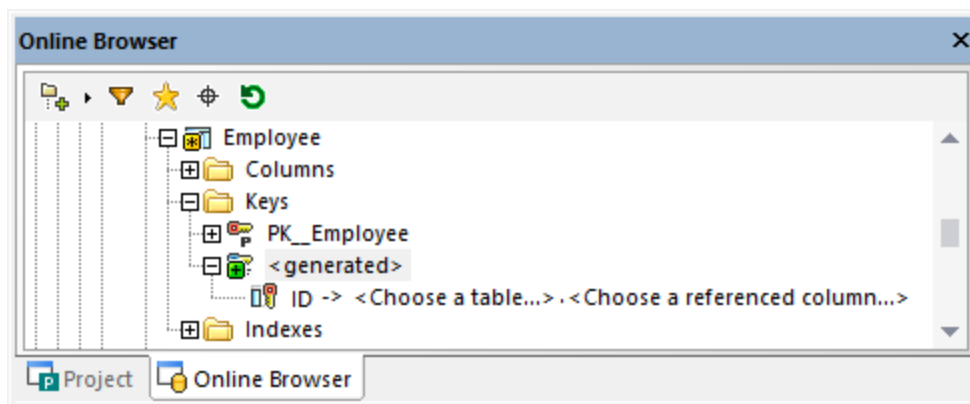 Online Browser
Employee
Columns
Keys
PK__Employee
<generated>
ID -> <Choose a table...>.<Choose a referenced column...>
Indexes
Project Online Browser